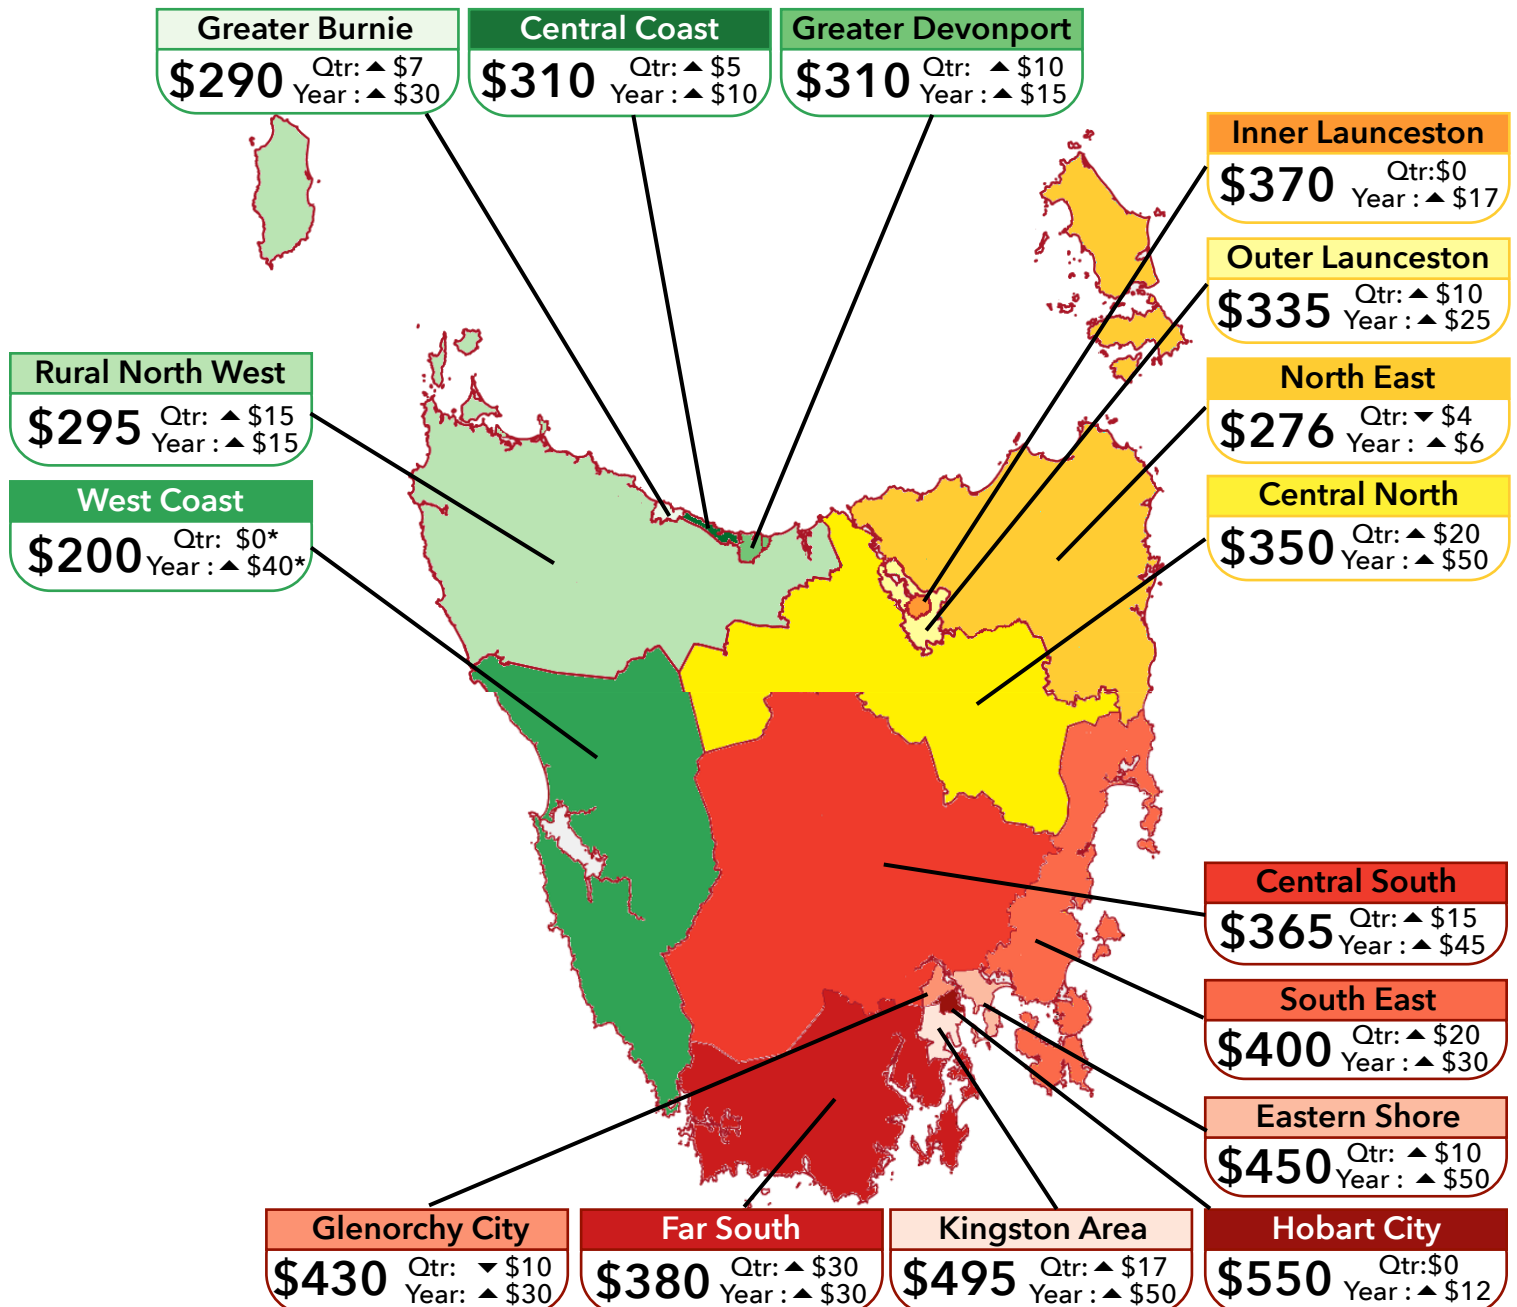 Greater Burnie
$290 Qtr: ▲ $7
Year : ▲ $30
Central Coast
$310 Qtr: ▲ $5
Year : ▲ $10
Greater Devonport
$310 Qtr: ▲ $10
Year : ▲ $15
Inner Launceston
$370 Qtr:$0
Year : ▲ $17
Outer Launceston
$335 Qtr: ▲ $10
Year : ▲ $25
Rural North West
$295 Qtr: ▲ $15
Year : ▲ $15
North East
$276 Qtr: ▼ $4
Year : ▲ $6
West Coast
$200 Qtr: $0*
Year : ▲ $40*
Central North
$350 Qtr: ▲ $20
Year : ▲ $50
Central South
$365 Qtr: ▲ $15
Year : ▲ $45
South East
$400 Qtr: ▲ $20
Year : ▲ $30
Eastern Shore
$450 Qtr: ▲ $10
Year : ▲ $50
Glenorchy City
$430 Qtr: ▼ $10
Year: ▲ $30
Far South
$380 Qtr: ▲ $30
Year : ▲ $30
Kingston Area
$495 Qtr: ▲ $17
Year : ▲ $50
Hobart City
$550 Qtr:$0
Year : ▲ $12